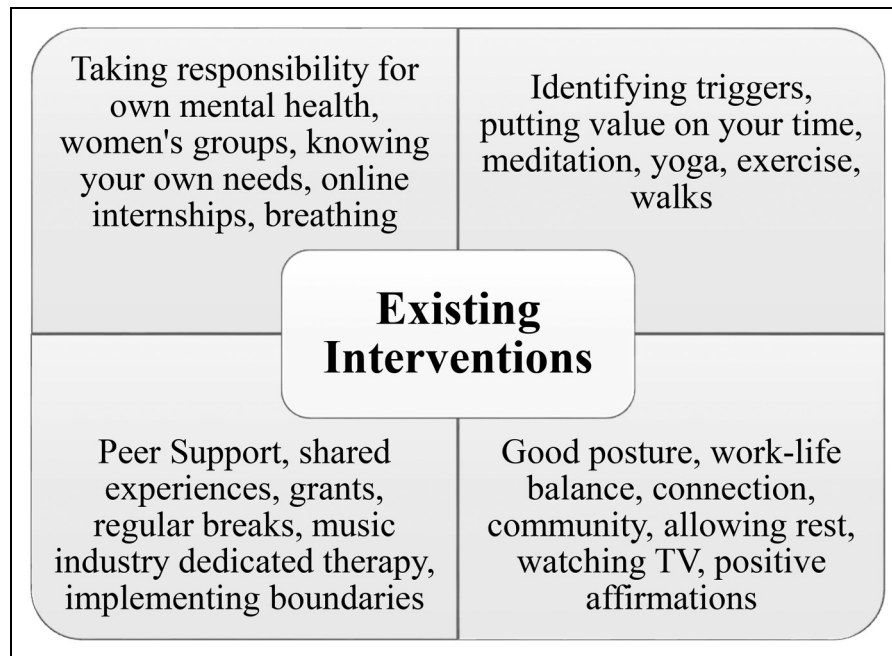 Taking responsibility for
own mental health,
women's groups, knowing
your own needs, online
internships, breathing
Identifying triggers,
putting value on your time,
meditation, yoga, exercise,
walks
Existing
Interventions
Peer Support, shared
experiences, grants,
regular breaks, music
industry dedicated therapy,
implementing boundaries
Good posture, work-life
balance, connection,
community, allowing rest,
watching TV, positive
affirmations